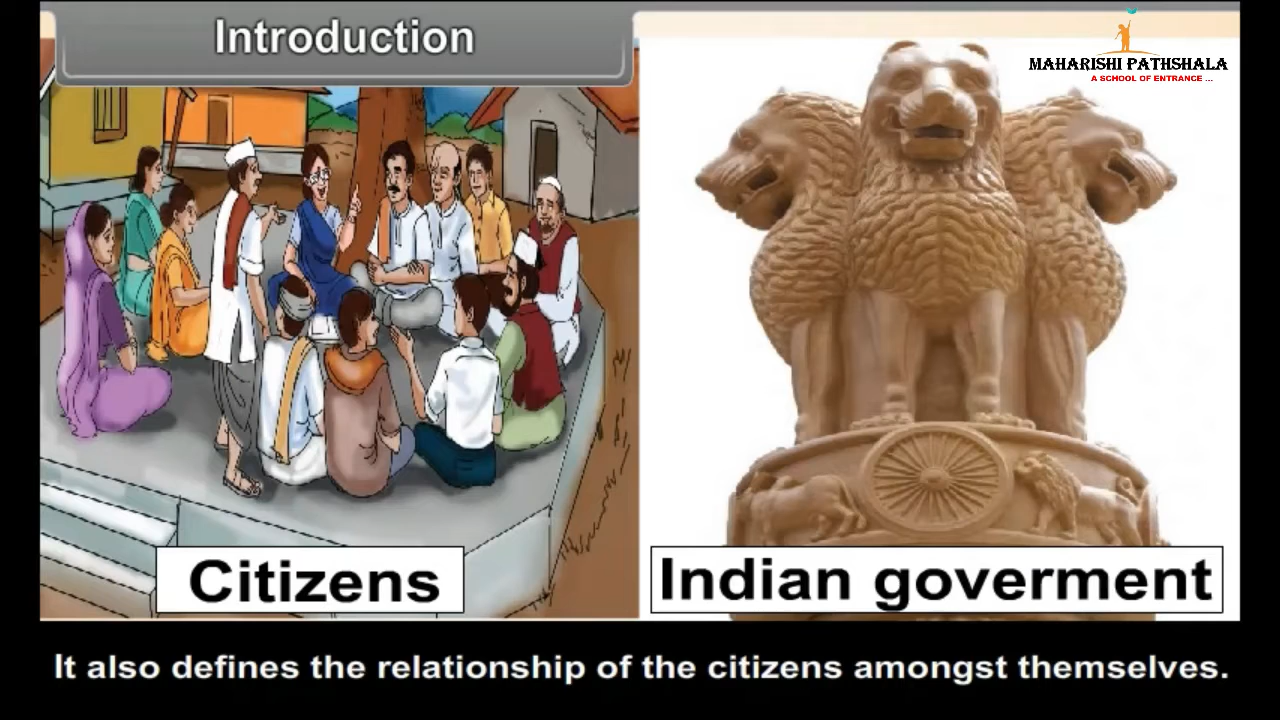 Introduction
MAHARISHI PATHSHALA
A SCHOOL OF ENTRANCE ...
Citizens
Indian goverment
It also defines the relationship of the citizens amongst themselves.